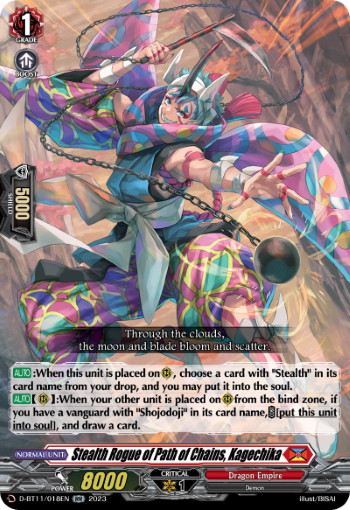 1
GRADE
BOOST
5000
SHIELD
Through the clouds,
the moon and blade bloom and scatter.
AUTO:When this unit is placed on , choose a card with "Stealth" in its
card name from your drop, and you may put it into the soul.
AUTO【 】:When your other unit is placed on from the bind zone, if
you have a vanguard with "Shojodoji" in its card name, [put this unit
into soul], and draw a card.
NORMAL UNIT
Stealth Rogue of Path of Chains, Kagechika
POWER 8000
CRITICAL
1
Dragon Empire
Demon
D-BT11/018EN RR 2023
illust/BISAI